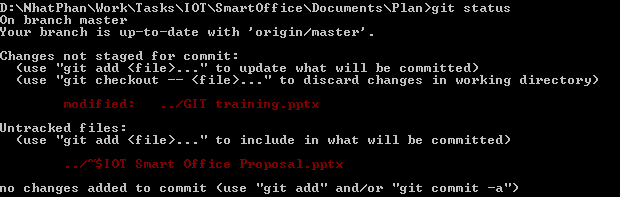 D:\NhatPhan\Work\Tasks\IOT\SmartOffice\Documents\Plan>git status
On branch master
Your branch is up-to-date with 'origin/master'.
Changes not staged for commit:
(use "git add <file>..." to update what will be committed)
(use "git checkout -- <file>..." to discard changes in working directory)
modified: ../GIT training.pptx
Untracked files:
(use "git add <file>..." to include in what will be committed)
../~$IOT Smart Office Proposal.pptx
no changes added to commit (use "git add" and/or "git commit -a")